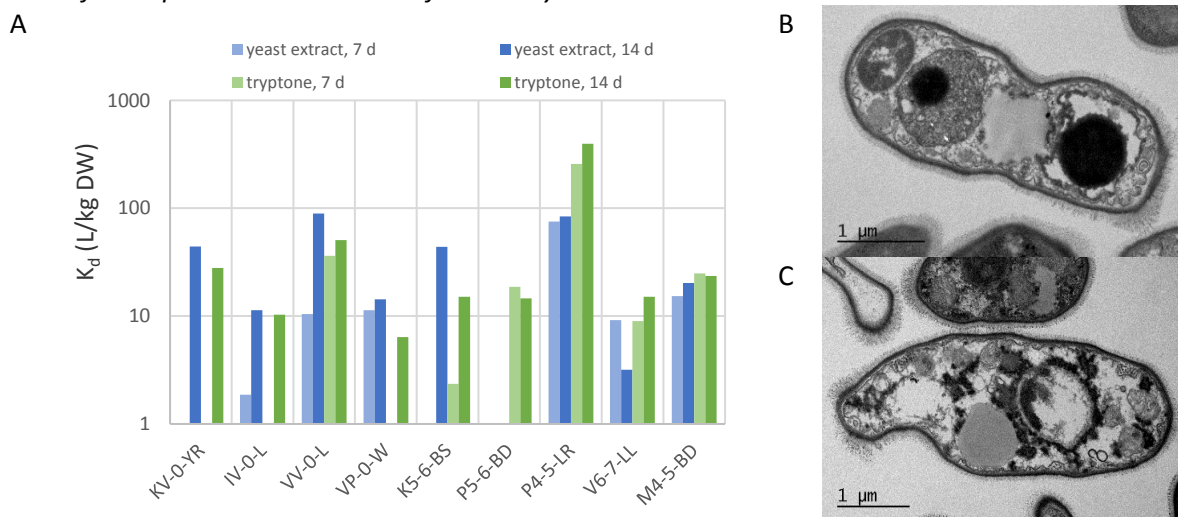 A
yeast extract, 7 d
yeast extract, 14 d
tryptone, 7 d
tryptone, 14 d
K_d (L/kg DW)
1000
100
10
1
KV-0-YR
IV-0-L
VV-0-L
VP-0-W
K5-6-BS
P5-6-BD
P4-5-LR
V6-7-LL
M4-5-BD
B
1 µm
C
1 µm